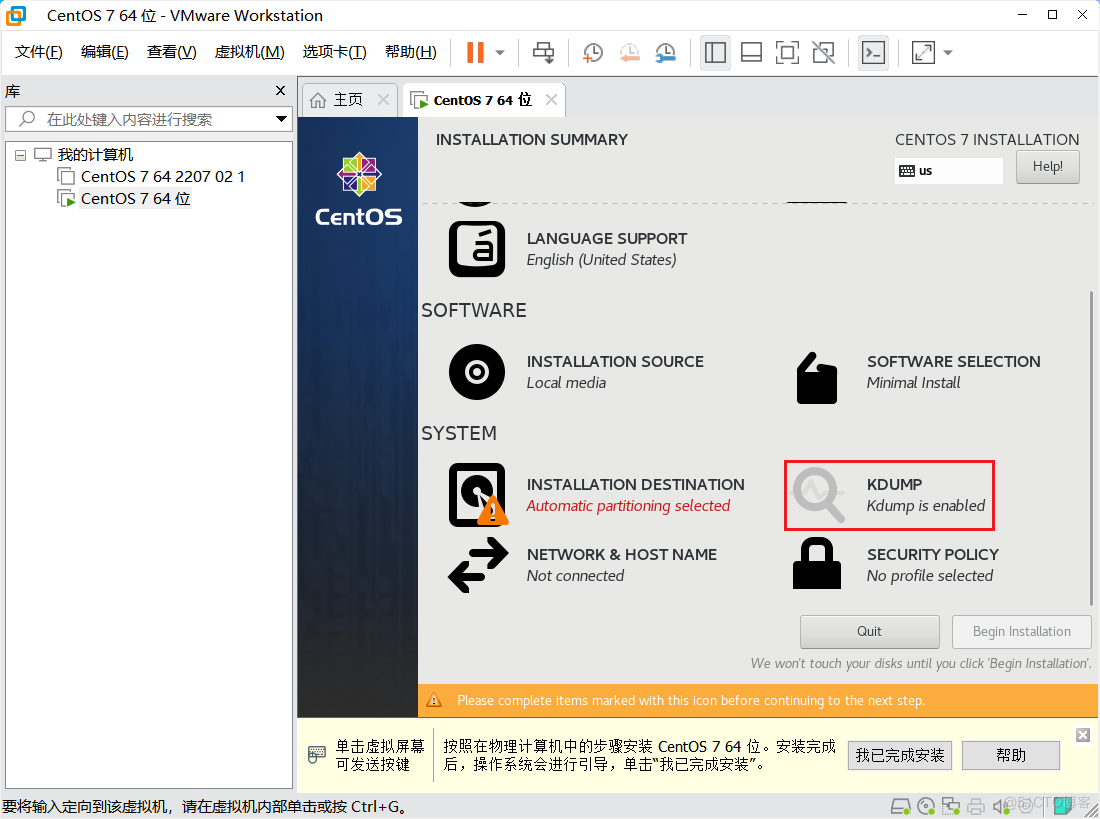 CentOS 7 64 位 - VMware Workstation
文件(F) 编辑(E) 查看(V) 虚拟机(M) 选项卡(T) 帮助(H)
库
在此处键入内容进行搜索
我的计算机
CentOS 7 64 2207 02 1
CentOS 7 64 位
主页
CentOS 7 64 位
CentOS
INSTALLATION SUMMARY
CENTOS 7 INSTALLATION
us
Help!
á
LANGUAGE SUPPORT
English (United States)
SOFTWARE
INSTALLATION SOURCE
Local media
SOFTWARE SELECTION
Minimal Install
SYSTEM
INSTALLATION DESTINATION
Automatic partitioning selected
KDUMP
Kdump is enabled
NETWORK & HOST NAME
Not connected
SECURITY POLICY
No profile selected
Quit
Begin Installation
We won't touch your disks until you click 'Begin Installation'.
Please complete items marked with this icon before continuing to the next step.
单击虚拟屏幕
可发送按键
按照在物理计算机中的步骤安装 CentOS 7 64 位。安装完成
后，操作系统会进行引导，单击“我已完成安装”。
我已完成安装
帮助
要将输入定向到该虚拟机，请在虚拟机内部单击或按 Ctrl+G。
@51CTO博客